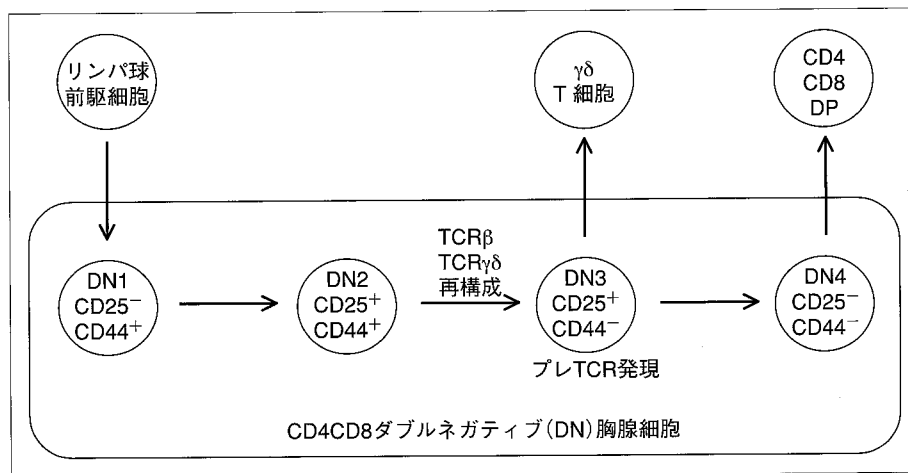 リンパ球
前駆細胞
γδ
T 細胞
CD4
CD8
DP
DN1
CD25⁻
CD44⁺
DN2
CD25⁺
CD44⁺
TCRβ
TCRγδ
再構成
DN3
CD25⁺
CD44⁻
プレTCR発現
DN4
CD25⁻
CD44⁻
CD4CD8ダブルネガティブ(DN)胸腺細胞